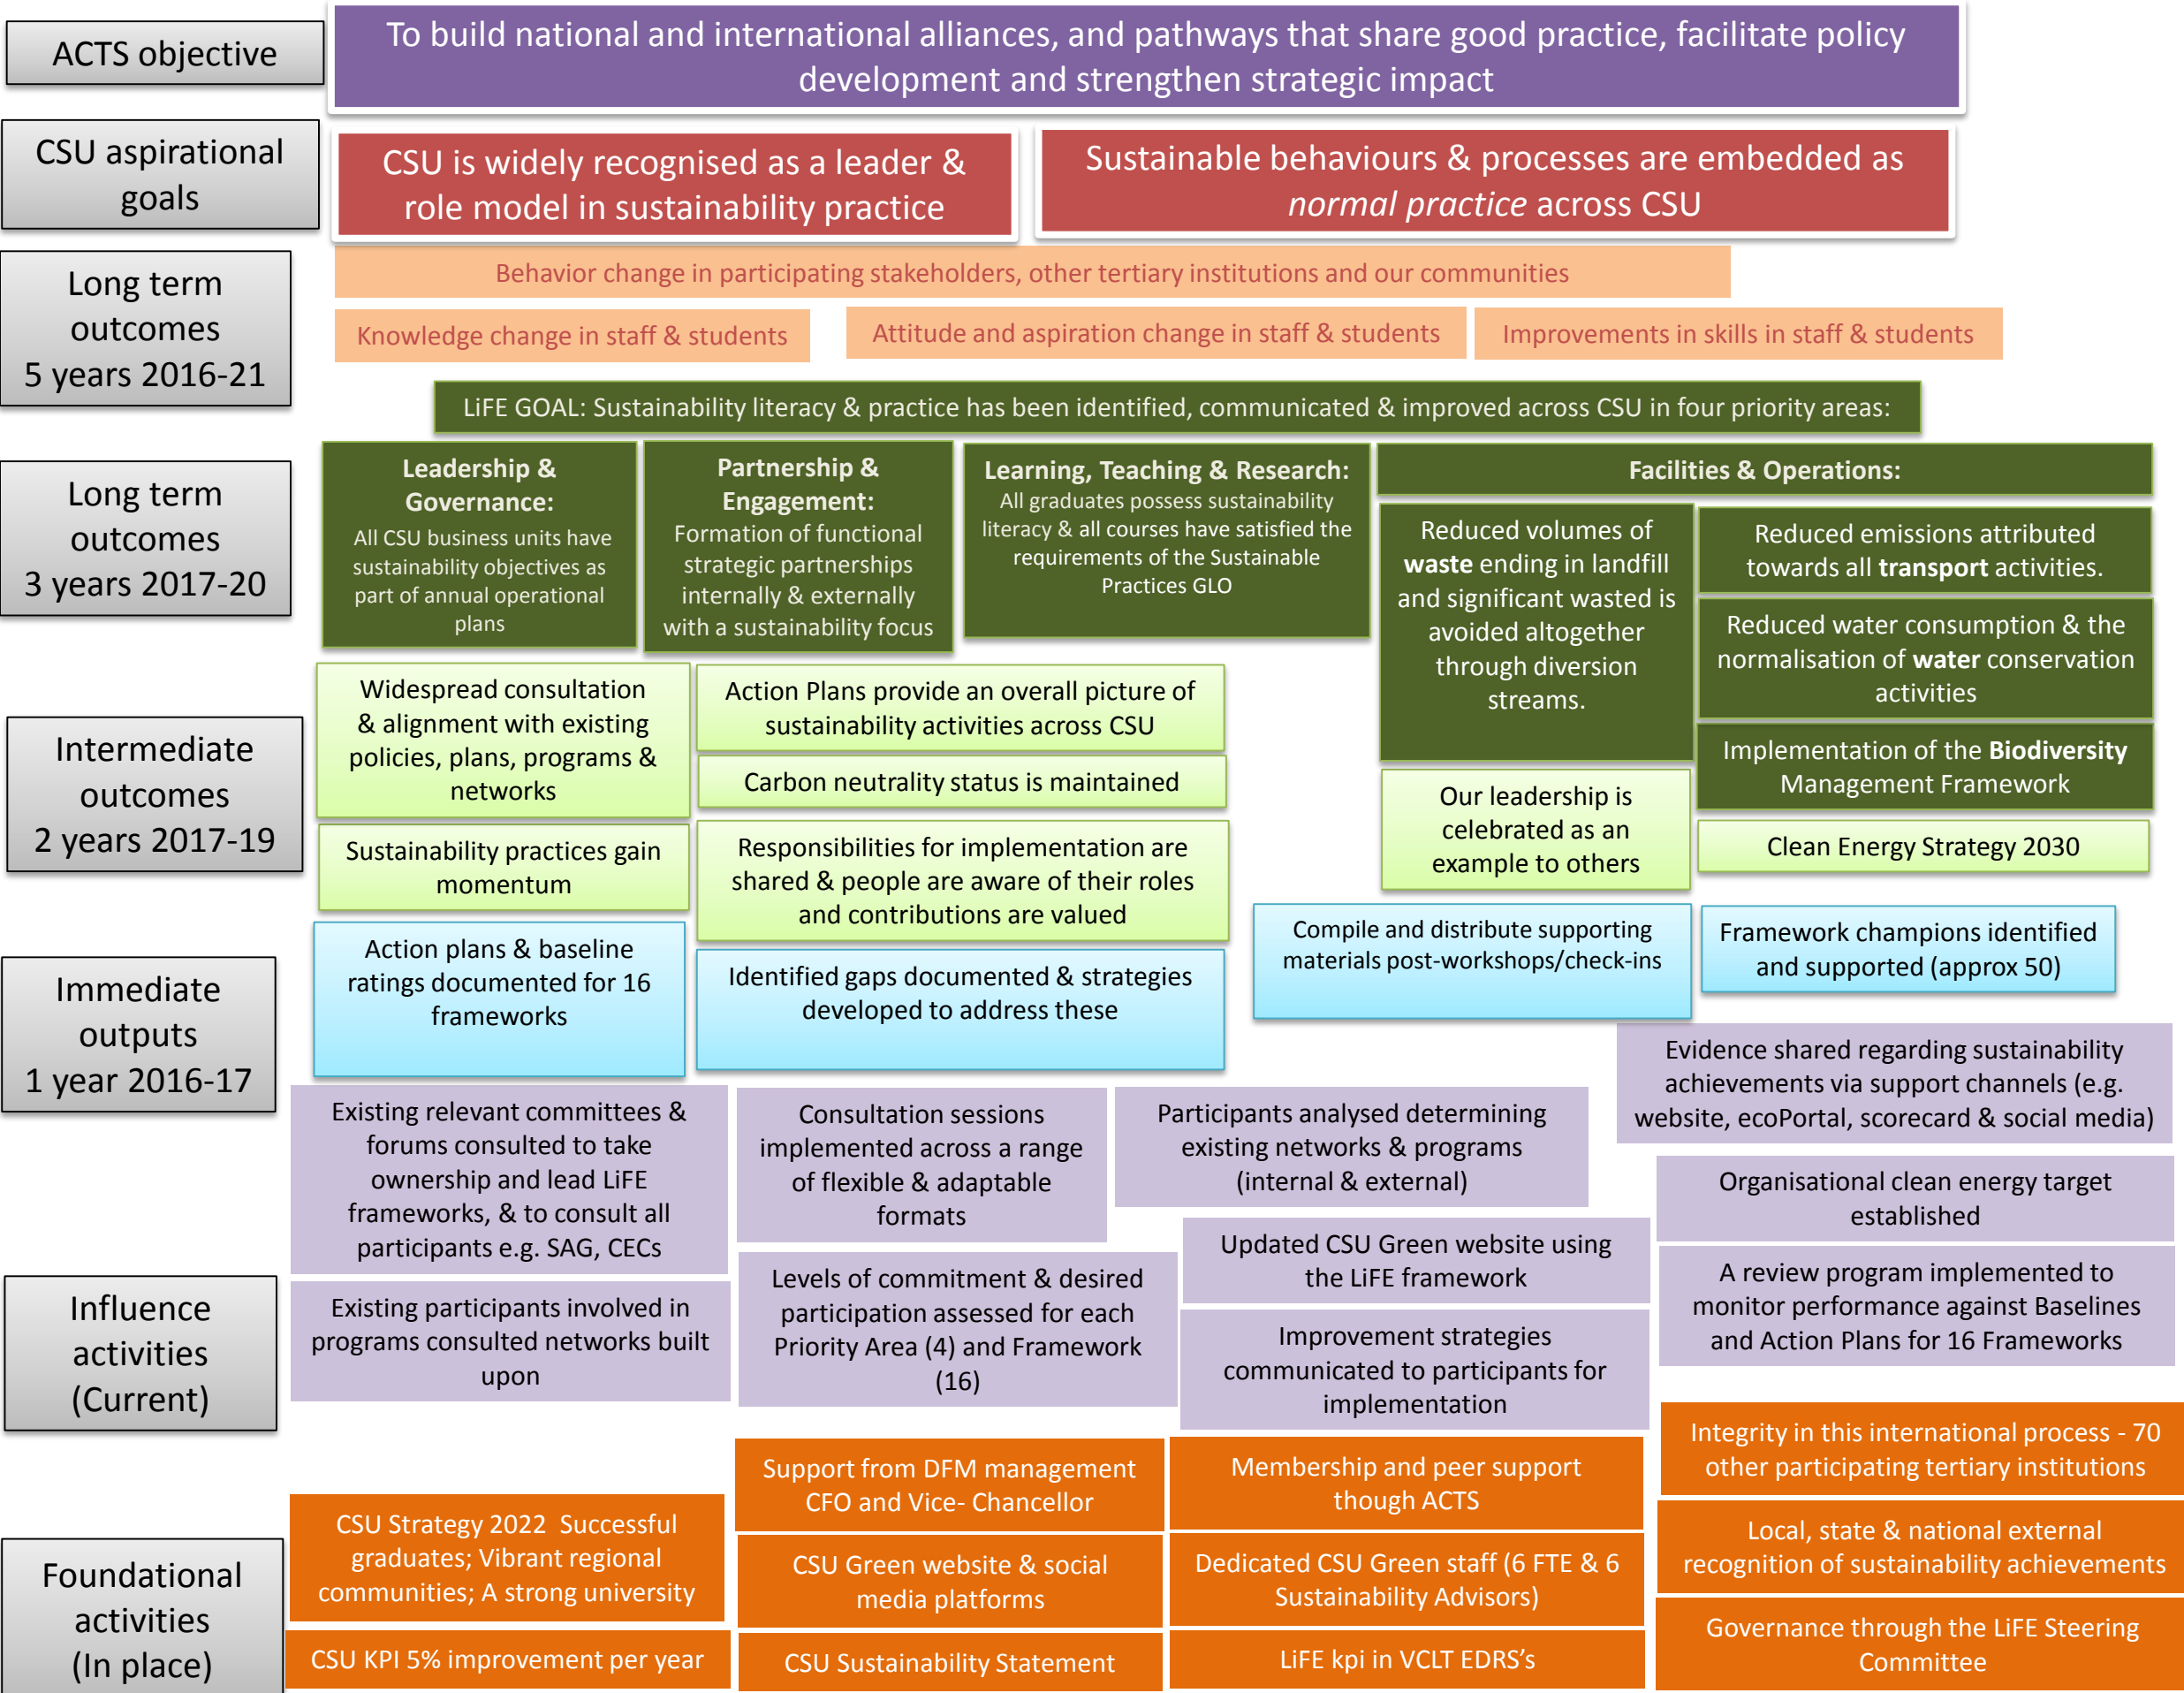 ACTS objective
To build national and international alliances, and pathways that share good practice, facilitate policy
development and strengthen strategic impact
CSU aspirational
goals
CSU is widely recognised as a leader &
role model in sustainability practice
Sustainable behaviours & processes are embedded as
normal practice across CSU
Long term
outcomes
5 years 2016-21
Behavior change in participating stakeholders, other tertiary institutions and our communities
Knowledge change in staff & students
Attitude and aspiration change in staff & students
Improvements in skills in staff & students
LiFE GOAL: Sustainability literacy & practice has been identified, communicated & improved across CSU in four priority areas:
Long term
outcomes
3 years 2017-20
Leadership &
Governance:
All CSU business units have
sustainability objectives as
part of annual operational
plans
Partnership &
Engagement:
Formation of functional
strategic partnerships
internally & externally
with a sustainability focus
Learning, Teaching & Research:
All graduates possess sustainability
literacy & all courses have satisfied the
requirements of the Sustainable
Practices GLO
Facilities & Operations:
Reduced volumes of
waste ending in landfill
and significant wasted is
avoided altogether
through diversion
streams.
Reduced emissions attributed
towards all transport activities.
Reduced water consumption & the
normalisation of water conservation
activities
Implementation of the Biodiversity
Management Framework
Intermediate
outcomes
2 years 2017-19
Widespread consultation
& alignment with existing
policies, plans, programs &
networks
Sustainability practices gain
momentum
Action Plans provide an overall picture of
sustainability activities across CSU
Carbon neutrality status is maintained
Responsibilities for implementation are
shared & people are aware of their roles
and contributions are valued
Our leadership is
celebrated as an
example to others
Clean Energy Strategy 2030
Immediate
outputs
1 year 2016-17
Action plans & baseline
ratings documented for 16
frameworks
Identified gaps documented & strategies
developed to address these
Compile and distribute supporting
materials post-workshops/check-ins
Framework champions identified
and supported (approx 50)
Influence
activities
(Current)
Existing relevant committees &
forums consulted to take
ownership and lead LiFE
frameworks, & to consult all
participants e.g. SAG, CECs
Existing participants involved in
programs consulted networks built
upon
Consultation sessions
implemented across a range
of flexible & adaptable
formats
Levels of commitment & desired
participation assessed for each
Priority Area (4) and Framework
(16)
Participants analysed determining
existing networks & programs
(internal & external)
Updated CSU Green website using
the LiFE framework
Improvement strategies
communicated to participants for
implementation
Evidence shared regarding sustainability
achievements via support channels (e.g.
website, ecoPortal, scorecard & social media)
Organisational clean energy target
established
A review program implemented to
monitor performance against Baselines
and Action Plans for 16 Frameworks
Foundational
activities
(In place)
CSU Strategy 2022 Successful
graduates; Vibrant regional
communities; A strong university
CSU KPI 5% improvement per year
Support from DFM management
CFO and Vice- Chancellor
CSU Green website & social
media platforms
CSU Sustainability Statement
Membership and peer support
though ACTS
Dedicated CSU Green staff (6 FTE & 6
Sustainability Advisors)
LiFE kpi in VCLT EDRS's
Integrity in this international process - 70
other participating tertiary institutions
Local, state & national external
recognition of sustainability achievements
Governance through the LiFE Steering
Committee